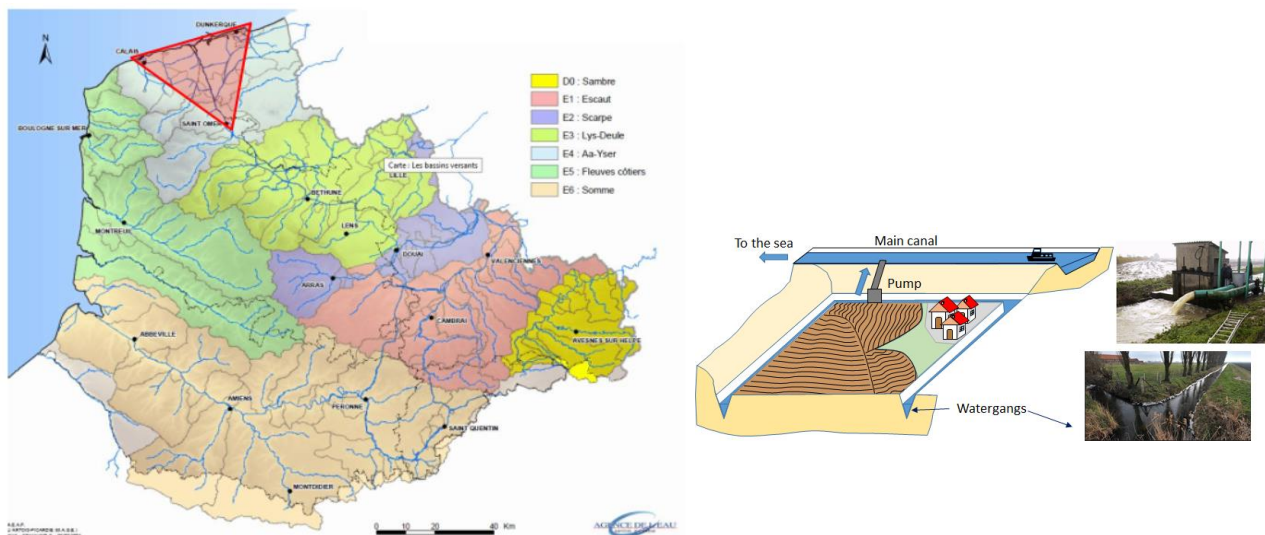 DUNKERQUE
N
CALAIS
SAINT OMER
BOULOGNE SUR MER
Carte : Les bassins versants
LILLE
BETHUNE
LENS
MONTREUIL
DOUAI
VALENCIENNES
ARRAS
CAMBRAI
AVESNES SUR HELPE
ABBEVILLE
AMIENS
PERONNE
SAINT QUENTIN
MONTDIDIER
D0 : Sambre
E1 : Escaut
E2 : Scarpe
E3 : Lys-Deule
E4 : Aa-Yser
E5 : Fleuves côtiers
E6 : Somme
0 10 20 40 Km
AGENCE DE L'EAU
To the sea
Main canal
Pump
Watergangs